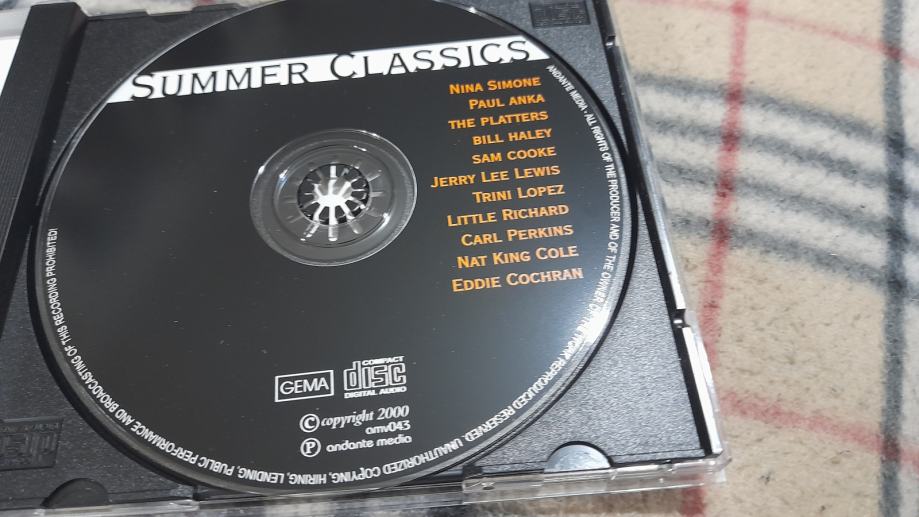 SUMMER CLASSICS
NINA SIMONE
PAUL ANKA
THE PLATTERS
BILL HALEY
SAM COOKE
JERRY LEE LEWIS
TRINI LOPEZ
LITTLE RICHARD
CARL PERKINS
NAT KING COLE
EDDIE COCHRAN
ANDANTE MEDIA - ALL RIGHTS OF THE PRODUCER AND OF THE OWNER OF THE WORK REPRODUCED RESERVED. UNAUTHORIZED COPYING, HIRING, LENDING, PUBLIC PERFORMANCE AND BROADCASTING OF THIS RECORDING PROHIBITED!
GEMA
COMPACT
disc
DIGITAL AUDIO
© copyright 2000
amv043
℗ andante media